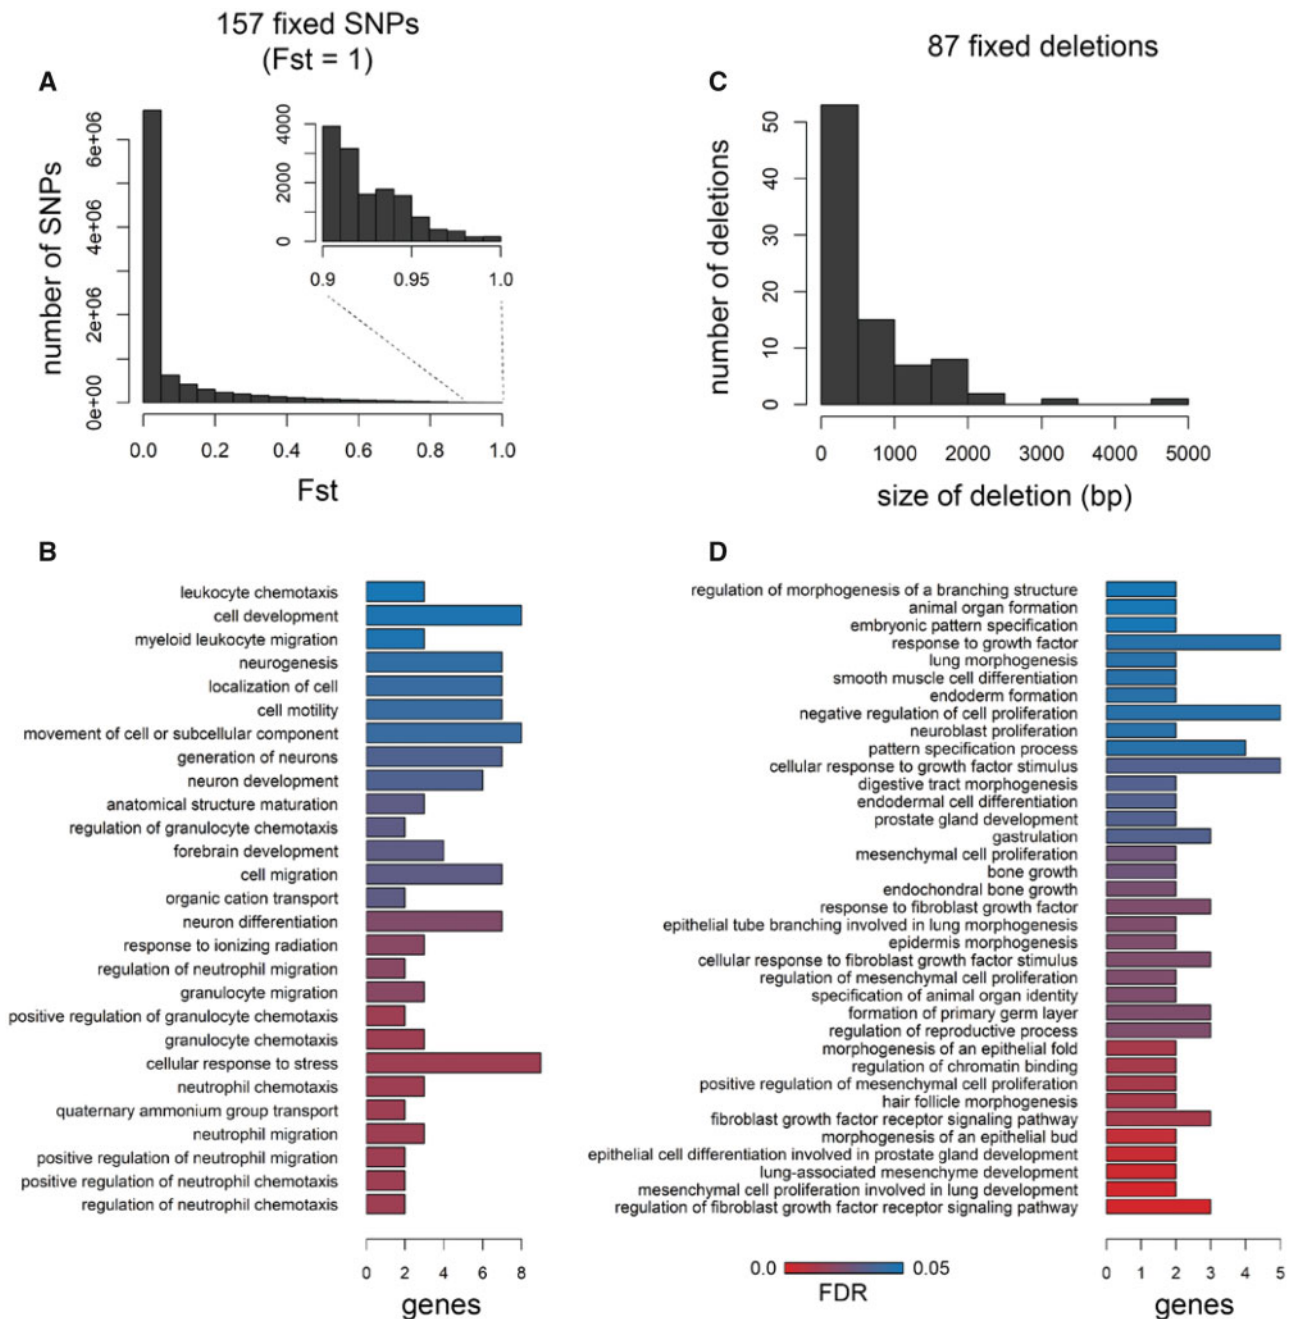 157 fixed SNPs
(Fst = 1)
A
number of SNPs
0e+00
2e+06
4e+06
6e+06
0.0
0.2
0.4
0.6
0.8
1.0
Fst
0
2000
4000
0.9
0.95
1.0
87 fixed deletions
C
number of deletions
0
10
20
30
40
50
0
1000
2000
3000
4000
5000
size of deletion (bp)
B
leukocyte chemotaxis
cell development
myeloid leukocyte migration
neurogenesis
localization of cell
cell motility
movement of cell or subcellular component
generation of neurons
neuron development
anatomical structure maturation
regulation of granulocyte chemotaxis
forebrain development
cell migration
organic cation transport
neuron differentiation
response to ionizing radiation
regulation of neutrophil migration
granulocyte migration
positive regulation of granulocyte chemotaxis
granulocyte chemotaxis
cellular response to stress
neutrophil chemotaxis
quaternary ammonium group transport
neutrophil migration
positive regulation of neutrophil migration
positive regulation of neutrophil chemotaxis
regulation of neutrophil chemotaxis
0
2
4
6
8
genes
D
regulation of morphogenesis of a branching structure
animal organ formation
embryonic pattern specification
response to growth factor
lung morphogenesis
smooth muscle cell differentiation
endoderm formation
negative regulation of cell proliferation
neuroblast proliferation
pattern specification process
cellular response to growth factor stimulus
digestive tract morphogenesis
endodermal cell differentiation
prostate gland development
gastrulation
mesenchymal cell proliferation
bone growth
endochondral bone growth
response to fibroblast growth factor
epithelial tube branching involved in lung morphogenesis
epidermis morphogenesis
cellular response to fibroblast growth factor stimulus
regulation of mesenchymal cell proliferation
specification of animal organ identity
formation of primary germ layer
regulation of reproductive process
morphogenesis of an epithelial fold
regulation of chromatin binding
positive regulation of mesenchymal cell proliferation
hair follicle morphogenesis
fibroblast growth factor receptor signaling pathway
morphogenesis of an epithelial bud
epithelial cell differentiation involved in prostate gland development
lung-associated mesenchyme development
mesenchymal cell proliferation involved in lung development
regulation of fibroblast growth factor receptor signaling pathway
0
1
2
3
4
5
genes
0.0
0.05
FDR